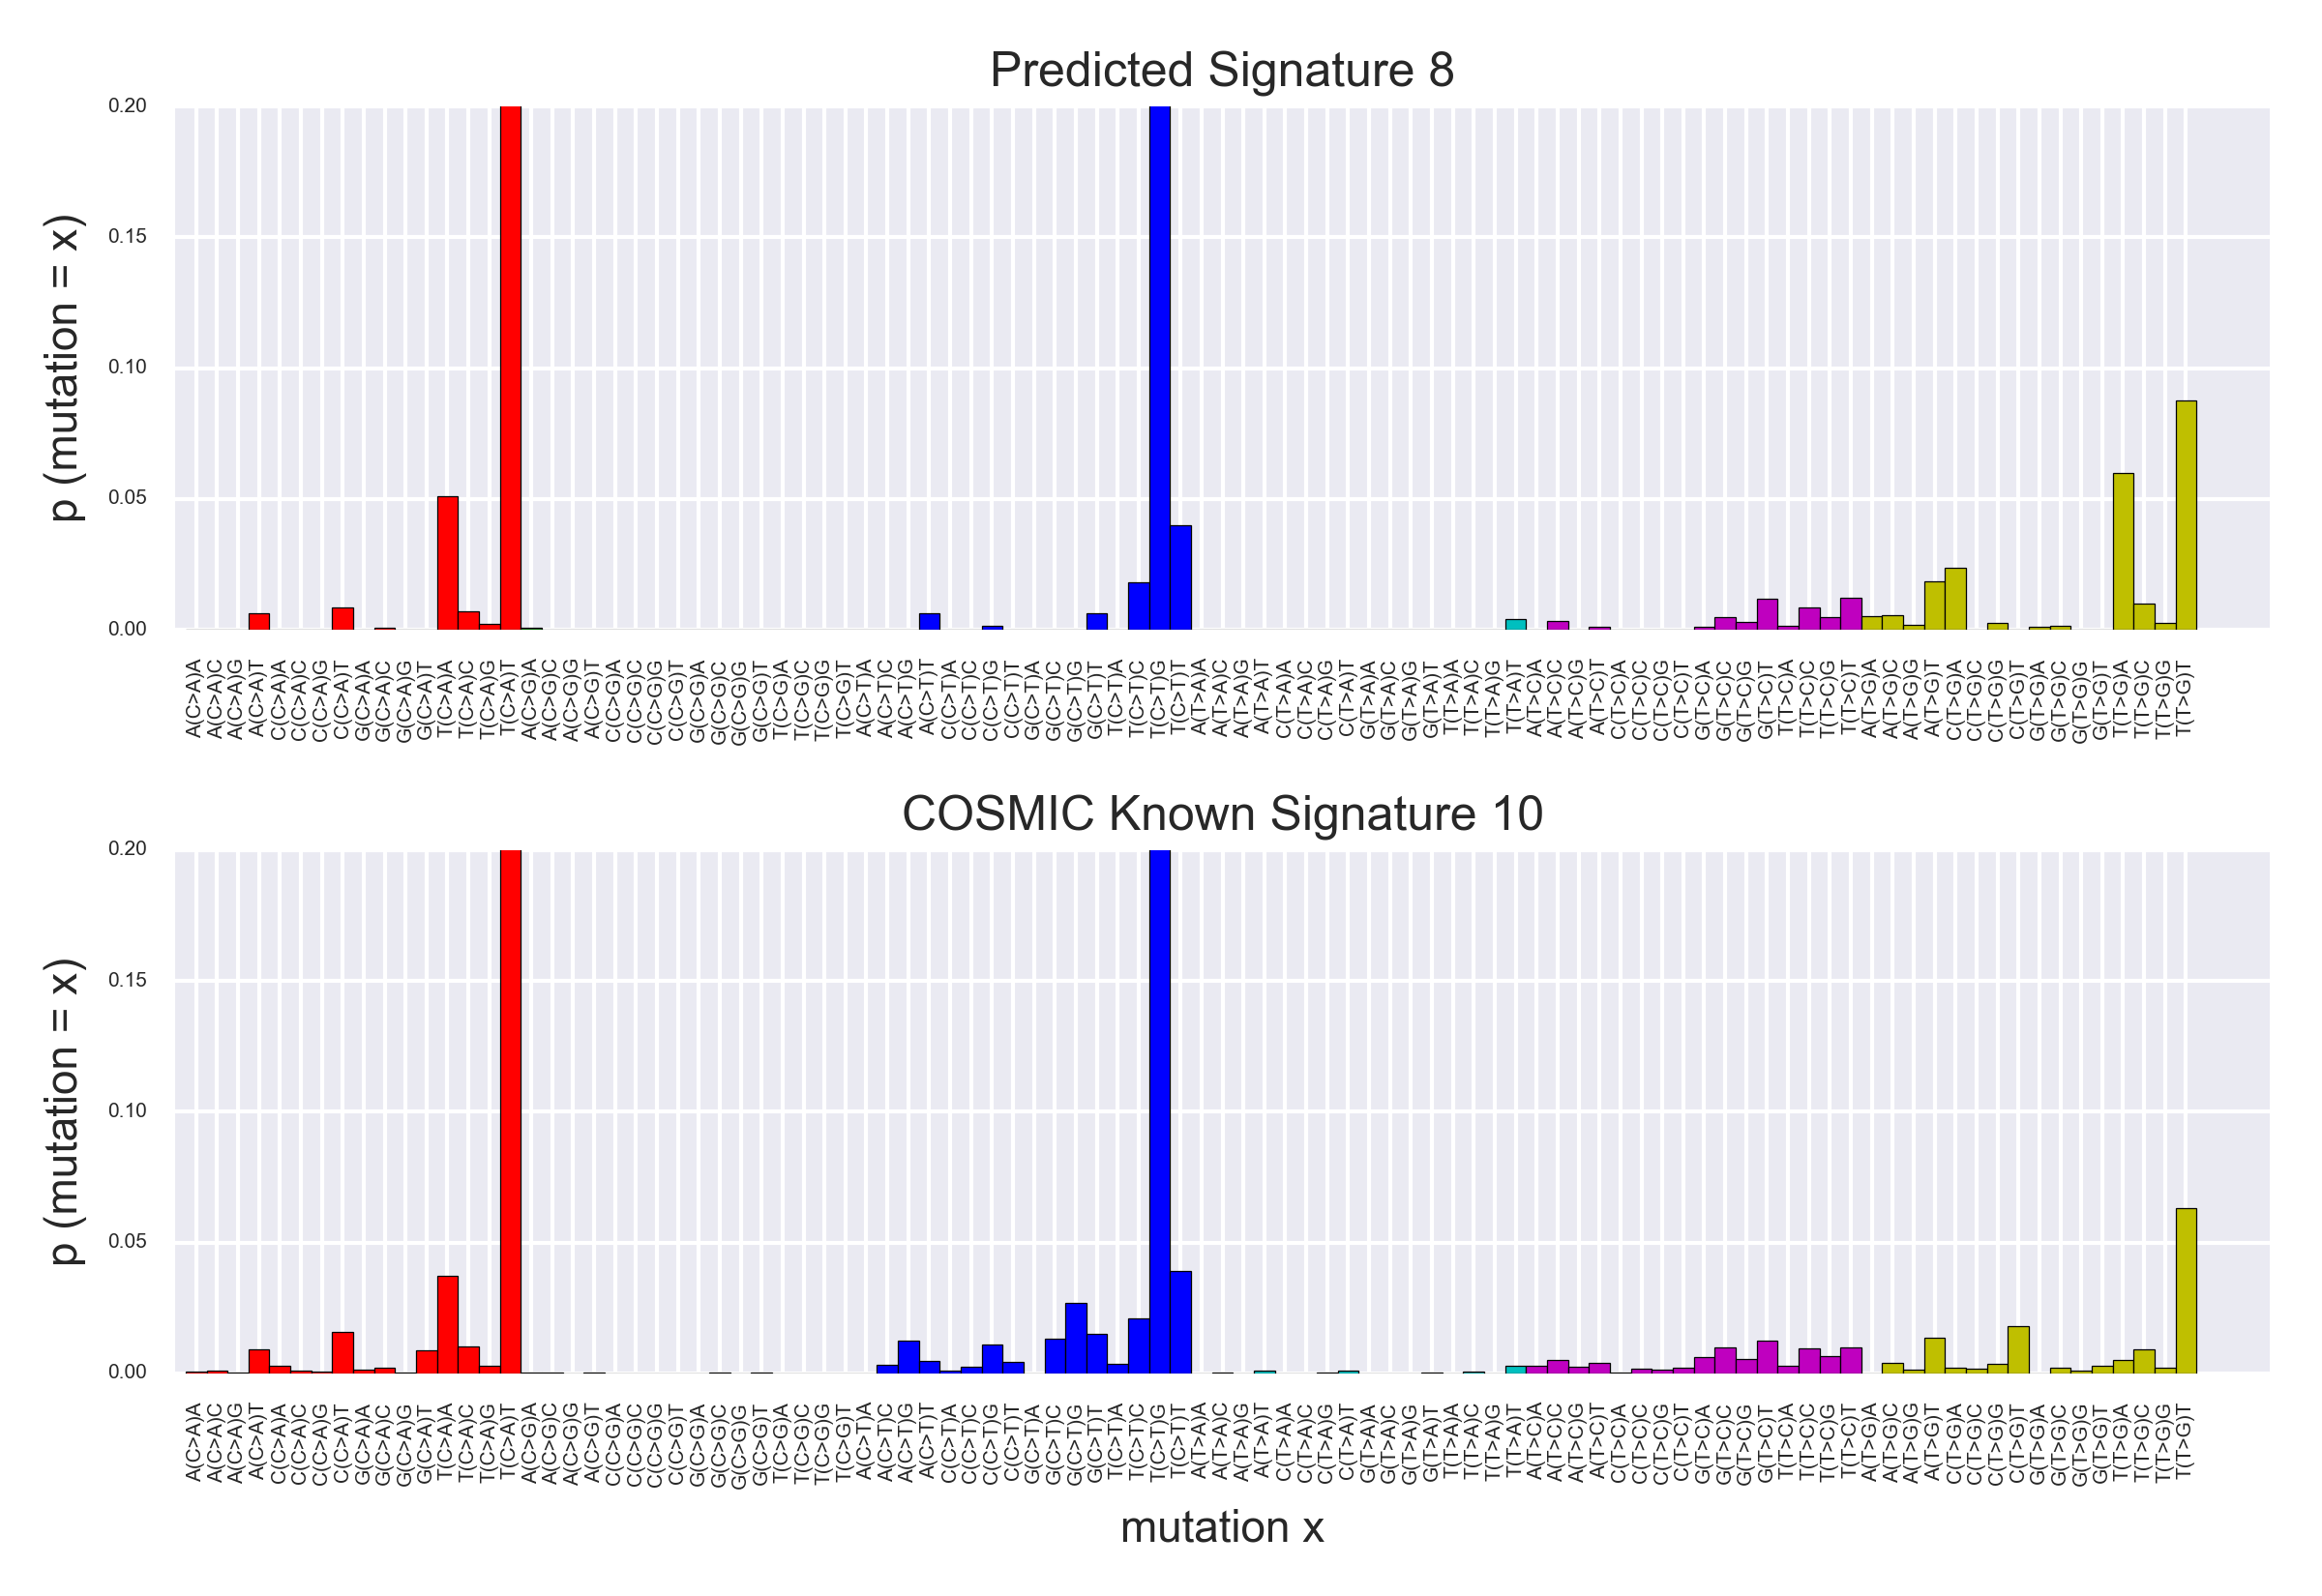 Predicted Signature 8
p (mutation = x)
0.20
0.15
0.10
0.05
0.00
A(C>A)A A(C>A)C A(C>A)G A(C>A)T C(C>A)A C(C>A)C C(C>A)G C(C>A)T G(C>A)A G(C>A)C G(C>A)G G(C>A)T T(C>A)A T(C>A)C T(C>A)G T(C>A)T A(C>G)A A(C>G)C A(C>G)G A(C>G)T C(C>G)A C(C>G)C C(C>G)G C(C>G)T G(C>G)A G(C>G)C G(C>G)G G(C>G)T T(C>G)A T(C>G)C T(C>G)G T(C>G)T A(C>T)A A(C>T)C A(C>T)G A(C>T)T C(C>T)A C(C>T)C C(C>T)G C(C>T)T G(C>T)A G(C>T)C G(C>T)G G(C>T)T T(C>T)A T(C>T)C T(C>T)G T(C>T)T A(T>A)A A(T>A)C A(T>A)G A(T>A)T C(T>A)A C(T>A)C C(T>A)G C(T>A)T G(T>A)A G(T>A)C G(T>A)G G(T>A)T T(T>A)A T(T>A)C T(T>A)G T(T>A)T A(T>C)A A(T>C)C A(T>C)G A(T>C)T C(T>C)A C(T>C)C C(T>C)G C(T>C)T G(T>C)A G(T>C)C G(T>C)G G(T>C)T T(T>C)A T(T>C)C T(T>C)G T(T>C)T A(T>G)A A(T>G)C A(T>G)G A(T>G)T C(T>G)A C(T>G)C C(T>G)G C(T>G)T G(T>G)A G(T>G)C G(T>G)G G(T>G)T T(T>G)A T(T>G)C T(T>G)G T(T>G)T
COSMIC Known Signature 10
p (mutation = x)
0.20
0.15
0.10
0.05
0.00
A(C>A)A A(C>A)C A(C>A)G A(C>A)T C(C>A)A C(C>A)C C(C>A)G C(C>A)T G(C>A)A G(C>A)C G(C>A)G G(C>A)T T(C>A)A T(C>A)C T(C>A)G T(C>A)T A(C>G)A A(C>G)C A(C>G)G A(C>G)T C(C>G)A C(C>G)C C(C>G)G C(C>G)T G(C>G)A G(C>G)C G(C>G)G G(C>G)T T(C>G)A T(C>G)C T(C>G)G T(C>G)T A(C>T)A A(C>T)C A(C>T)G A(C>T)T C(C>T)A C(C>T)C C(C>T)G C(C>T)T G(C>T)A G(C>T)C G(C>T)G G(C>T)T T(C>T)A T(C>T)C T(C>T)G T(C>T)T A(T>A)A A(T>A)C A(T>A)G A(T>A)T C(T>A)A C(T>A)C C(T>A)G C(T>A)T G(T>A)A G(T>A)C G(T>A)G G(T>A)T T(T>A)A T(T>A)C T(T>A)G T(T>A)T A(T>C)A A(T>C)C A(T>C)G A(T>C)T C(T>C)A C(T>C)C C(T>C)G C(T>C)T G(T>C)A G(T>C)C G(T>C)G G(T>C)T T(T>C)A T(T>C)C T(T>C)G T(T>C)T A(T>G)A A(T>G)C A(T>G)G A(T>G)T C(T>G)A C(T>G)C C(T>G)G C(T>G)T G(T>G)A G(T>G)C G(T>G)G G(T>G)T T(T>G)A T(T>G)C T(T>G)G T(T>G)T
mutation x